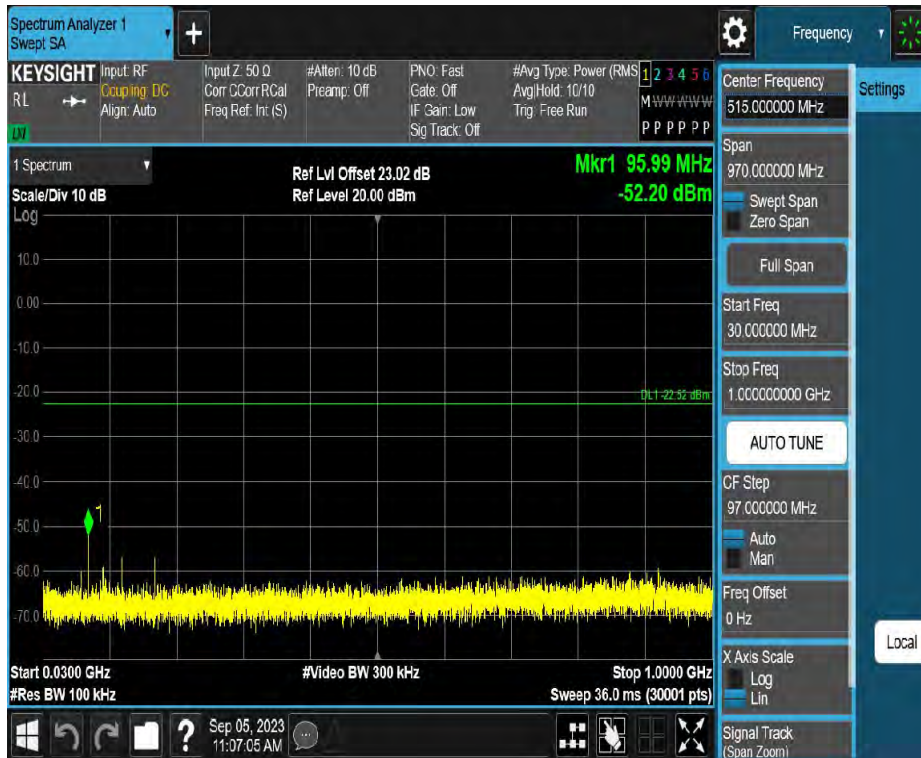 Spectrum Analyzer 1
Swept SA
+
Frequency
KEYSIGHT
RL
LXI
Input: RF
Coupling: DC
Align: Auto
Input Z: 50 Ω
Corr CCorr RCal
Freq Ref: Int (S)
#Atten: 10 dB
Preamp: Off
PNO: Fast
Gate: Off
IF Gain: Low
Sig Track: Off
#Avg Type: Power (RMS
Avg|Hold: 10/10
Trig: Free Run
1 2 3 4 5 6
M W W W W W
P P P P P P
Center Frequency
515.000000 MHz
Settings
1 Spectrum
Scale/Div 10 dB
Ref Lvl Offset 23.02 dB
Ref Level 20.00 dBm
Mkr1 95.99 MHz
-52.20 dBm
Span
970.000000 MHz
Swept Span
Zero Span
Full Span
Start Freq
30.000000 MHz
Stop Freq
1.000000000 GHz
AUTO TUNE
CF Step
97.000000 MHz
Auto
Man
Freq Offset
0 Hz
X Axis Scale
Log
Lin
Signal Track
(Span Zoom)
Local
Log
10.0
0.00
-10.0
-20.0
DL1 -22.52 dBm
-30.0
-40.0
-50.0
1
-60.0
-70.0
Start 0.0300 GHz
#Video BW 300 kHz
Stop 1.0000 GHz
#Res BW 100 kHz
Sweep 36.0 ms (30001 pts)
?
Sep 05, 2023
11:07:05 AM